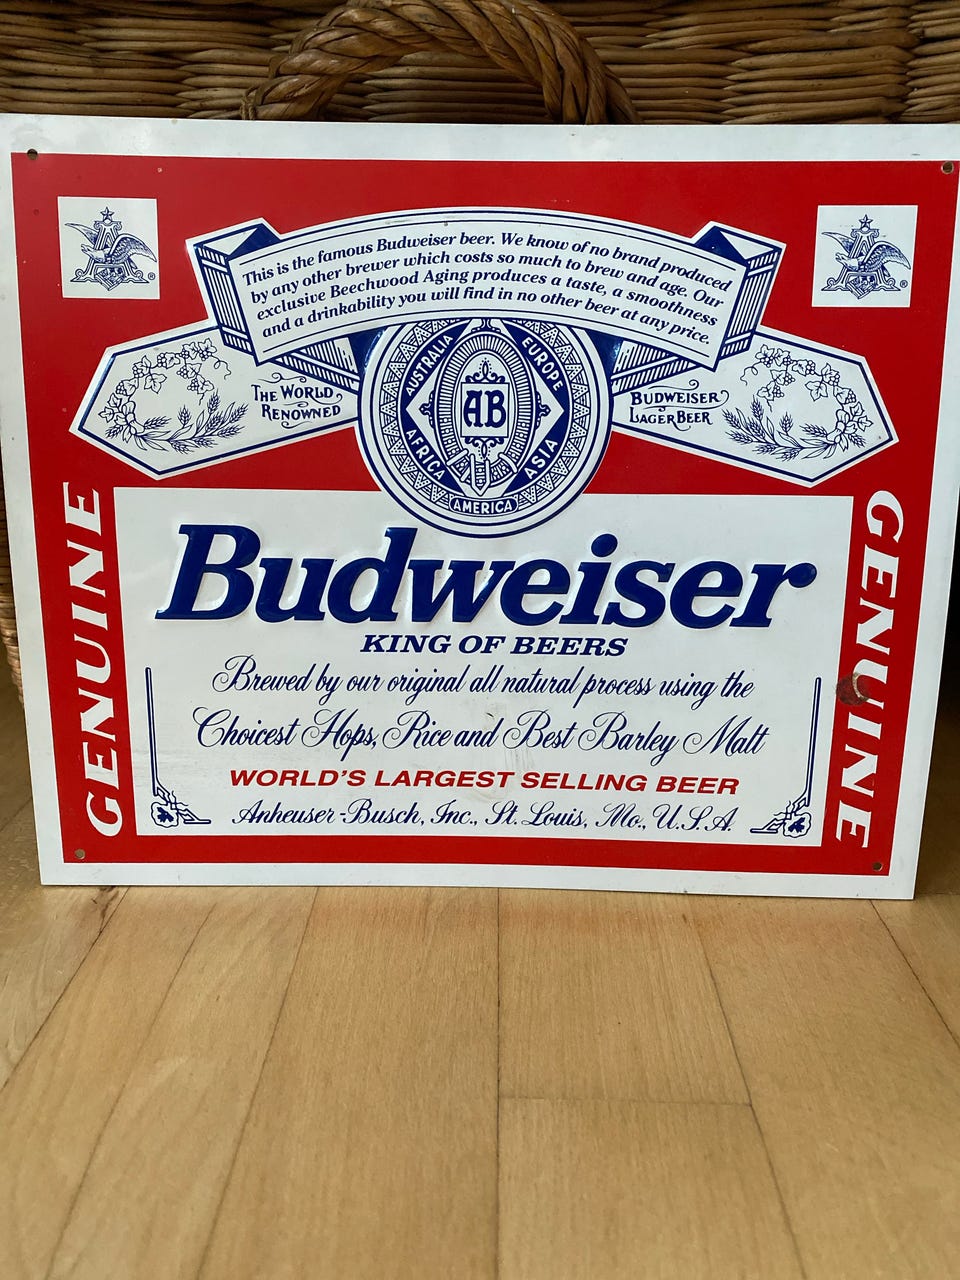 This is the famous Budweiser beer. We know of no brand produced
by any other brewer which costs so much to brew and age. Our
exclusive Beechwood Aging produces a taste, a smoothness
and a drinkability you will find in no other beer at any price.
A
®
A
®
THE WORLD
RENOWNED
AUSTRALIA
EUROPE
AB
AFRICA
ASIA
AMERICA
BUDWEISER
LAGER BEER
GENUINE
GENUINE
Budweiser
KING OF BEERS
Brewed by our original all natural process using the
Choicest Hops, Rice and Best Barley Malt
WORLD'S LARGEST SELLING BEER
Anheuser-Busch, Inc., St. Louis, Mo., U.S.A.